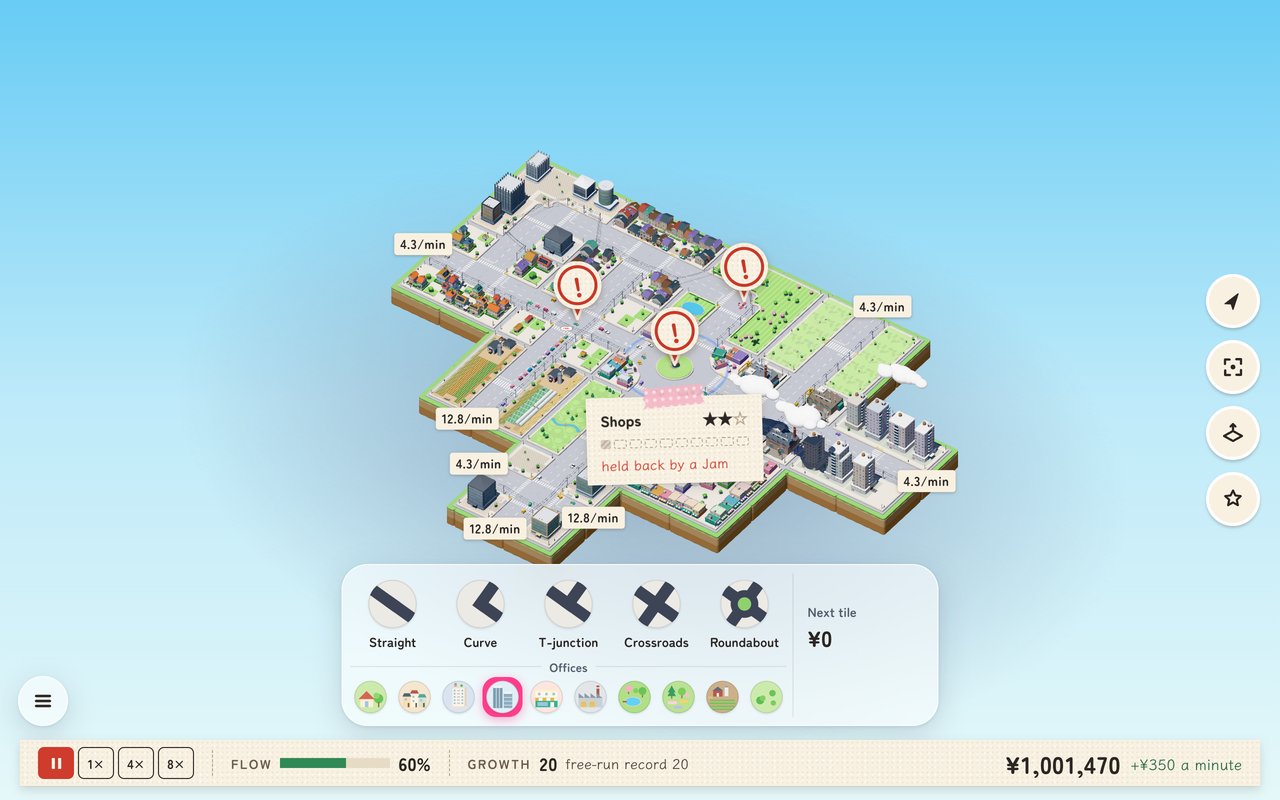 4.3/min
4.3/min
Shops ★★☆
held back by a Jam
12.8/min
4.3/min
4.3/min
12.8/min
12.8/min
Straight
Curve
T-junction
Crossroads
Roundabout
Next tile
¥0
Offices
1× 4× 8×
FLOW 60%
GROWTH 20 free-run record 20
¥1,001,470 +¥350 a minute